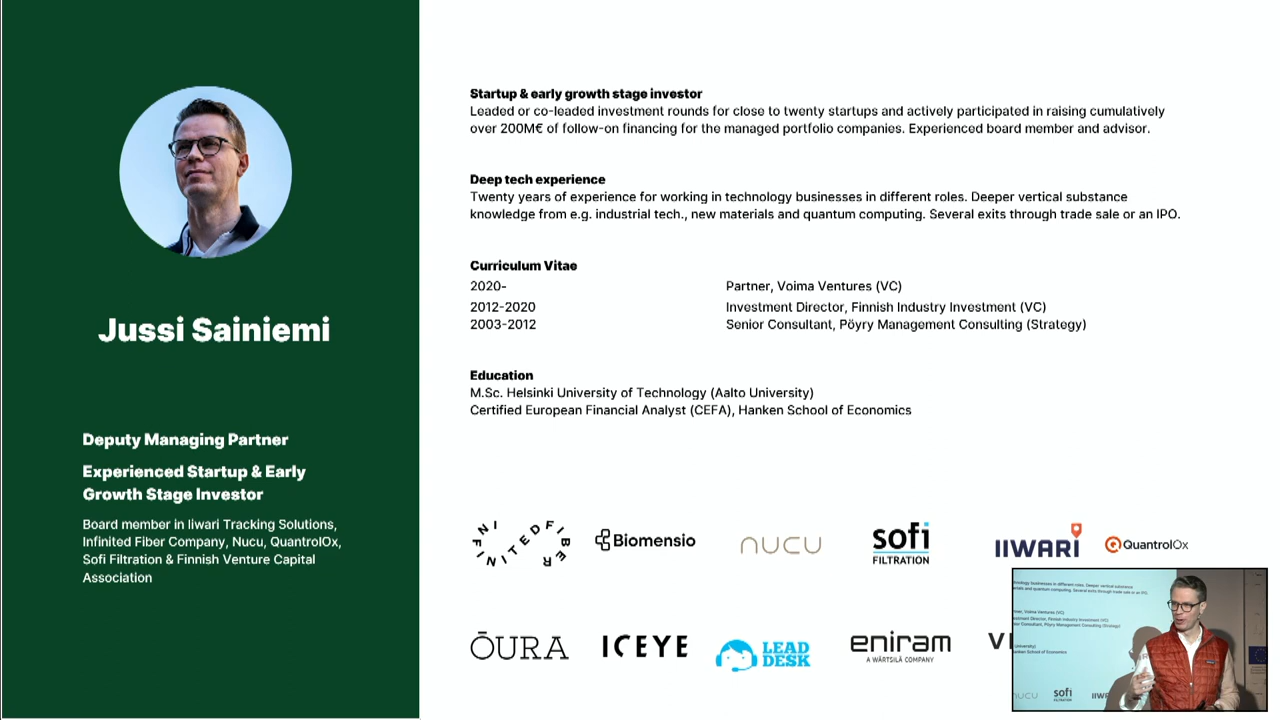 Jussi Sainiemi
Deputy Managing Partner
Experienced Startup & Early
Growth Stage Investor
Board member in Iiwari Tracking Solutions,
Infinited Fiber Company, Nucu, QuantrolOx,
Sofi Filtration & Finnish Venture Capital
Association
Startup & early growth stage investor
Leaded or co-leaded investment rounds for close to twenty startups and actively participated in raising cumulatively
over 200M€ of follow-on financing for the managed portfolio companies. Experienced board member and advisor.
Deep tech experience
Twenty years of experience for working in technology businesses in different roles. Deeper vertical substance
knowledge from e.g. industrial tech., new materials and quantum computing. Several exits through trade sale or an IPO.
Curriculum Vitae
2020- Partner, Voima Ventures (VC)
2012-2020 Investment Director, Finnish Industry Investment (VC)
2003-2012 Senior Consultant, Pöyry Management Consulting (Strategy)
Education
M.Sc. Helsinki University of Technology (Aalto University)
Certified European Financial Analyst (CEFA), Hanken School of Economics
INFINITED FIBER
Biomensio
nucu
sofi
FILTRATION
IIWARI
QuantrolOx
ŌURA
ICEYE
LEAD
DESK
eniram
A WÄRTSILÄ COMPANY